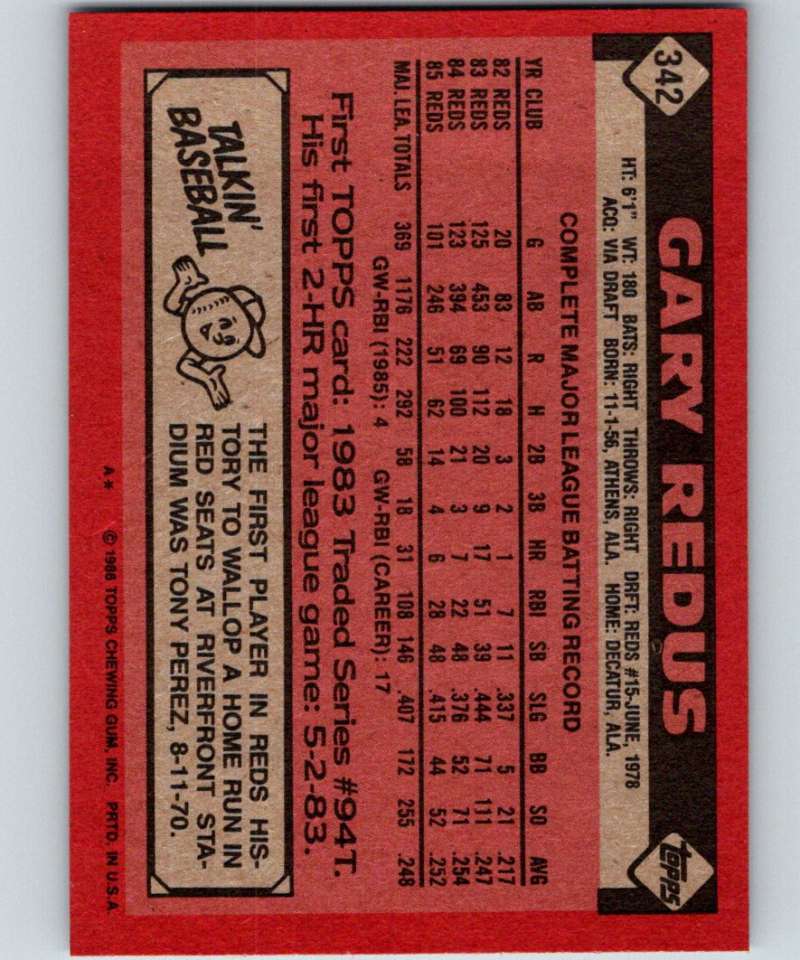 342
GARY REDUS
TOPPS
HT: 6'1" WT: 180 BATS: RIGHT THROWS: RIGHT DRFT: REDS #15-JUNE, 1978
ACQ: VIA DRAFT BORN: 11-1-56, ATHENS, ALA. HOME: DECATUR, ALA.
COMPLETE MAJOR LEAGUE BATTING RECORD
YR CLUB G AB R H 2B 3B HR RBI SB SLG BB SO AVG
82 REDS 20 83 12 18 3 2 1 7 11 .337 5 21 .217
83 REDS 125 453 90 112 20 9 17 51 39 .444 71 111 .247
84 REDS 123 394 69 100 21 3 7 22 48 .376 52 71 .254
85 REDS 101 246 51 62 14 4 6 28 48 .415 44 52 .252
MAJ. LEA. TOTALS 369 1176 222 292 58 18 31 108 146 .407 172 255 .248
GW-RBI (1985): 4 GW-RBI (CAREER): 17
First TOPPS card: 1983 Traded Series #94T.
His first 2-HR major league game: 5-2-83.
TALKIN'
BASEBALL
THE FIRST PLAYER IN REDS HIS-
TORY TO WALLOP A HOME RUN IN
RED SEATS AT RIVERFRONT STA-
DIUM WAS TONY PEREZ, 8-11-70.
A* © 1986 TOPPS CHEWING GUM, INC. PRTD. IN U.S.A.